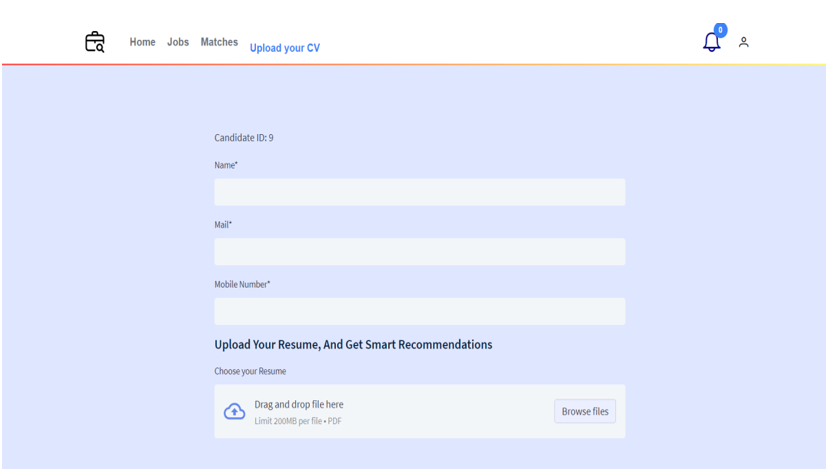 Home Jobs Matches Upload your CV 0
Candidate ID: 9
Name*
Mail*
Mobile Number*
Upload Your Resume, And Get Smart Recommendations
Choose your Resume
Drag and drop file here
Limit 200MB per file • PDF
Browse files